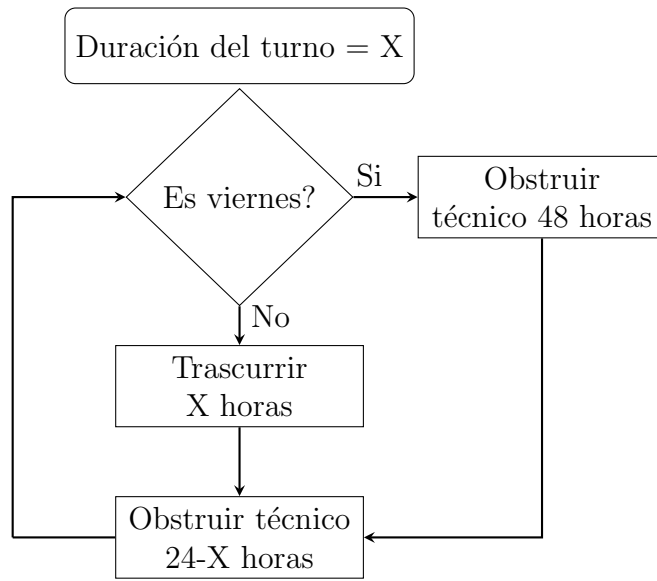 Duración del turno = X
Es viernes?
Si
Obstruir
técnico 48 horas
No
Trascurrir
X horas
Obstruir técnico
24-X horas